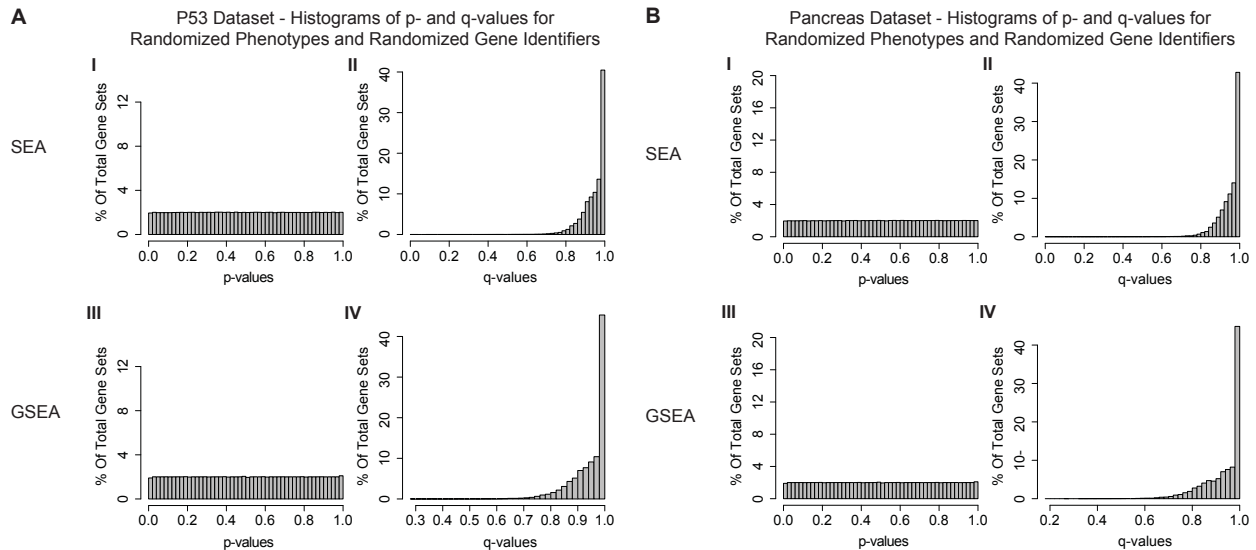 A
P53 Dataset - Histograms of p- and q-values for
Randomized Phenotypes and Randomized Gene Identifiers
SEA
I
% Of Total Gene Sets
0 4 8 12
0.0 0.2 0.4 0.6 0.8 1.0
p-values
II
% Of Total Gene Sets
0 10 20 30 40
0.0 0.2 0.4 0.6 0.8 1.0
q-values
GSEA
III
% Of Total Gene Sets
0 4 8 12
0.0 0.2 0.4 0.6 0.8 1.0
p-values
IV
% Of Total Gene Sets
0 10 20 30 40
0.3 0.4 0.5 0.6 0.7 0.8 0.9 1.0
q-values
B
Pancreas Dataset - Histograms of p- and q-values for
Randomized Phenotypes and Randomized Gene Identifiers
SEA
I
% Of Total Gene Sets
0 2 4 6 8 10 12 14 16 18 20
0.0 0.2 0.4 0.6 0.8 1.0
p-values
II
% Of Total Gene Sets
0 10 20 30 40
0.0 0.2 0.4 0.6 0.8 1.0
q-values
GSEA
III
% Of Total Gene Sets
0 2 4 6 8 10 12 14 16 18 20
0.0 0.2 0.4 0.6 0.8 1.0
p-values
IV
% Of Total Gene Sets
0 10 20 30 40
0.2 0.4 0.6 0.8 1.0
q-values